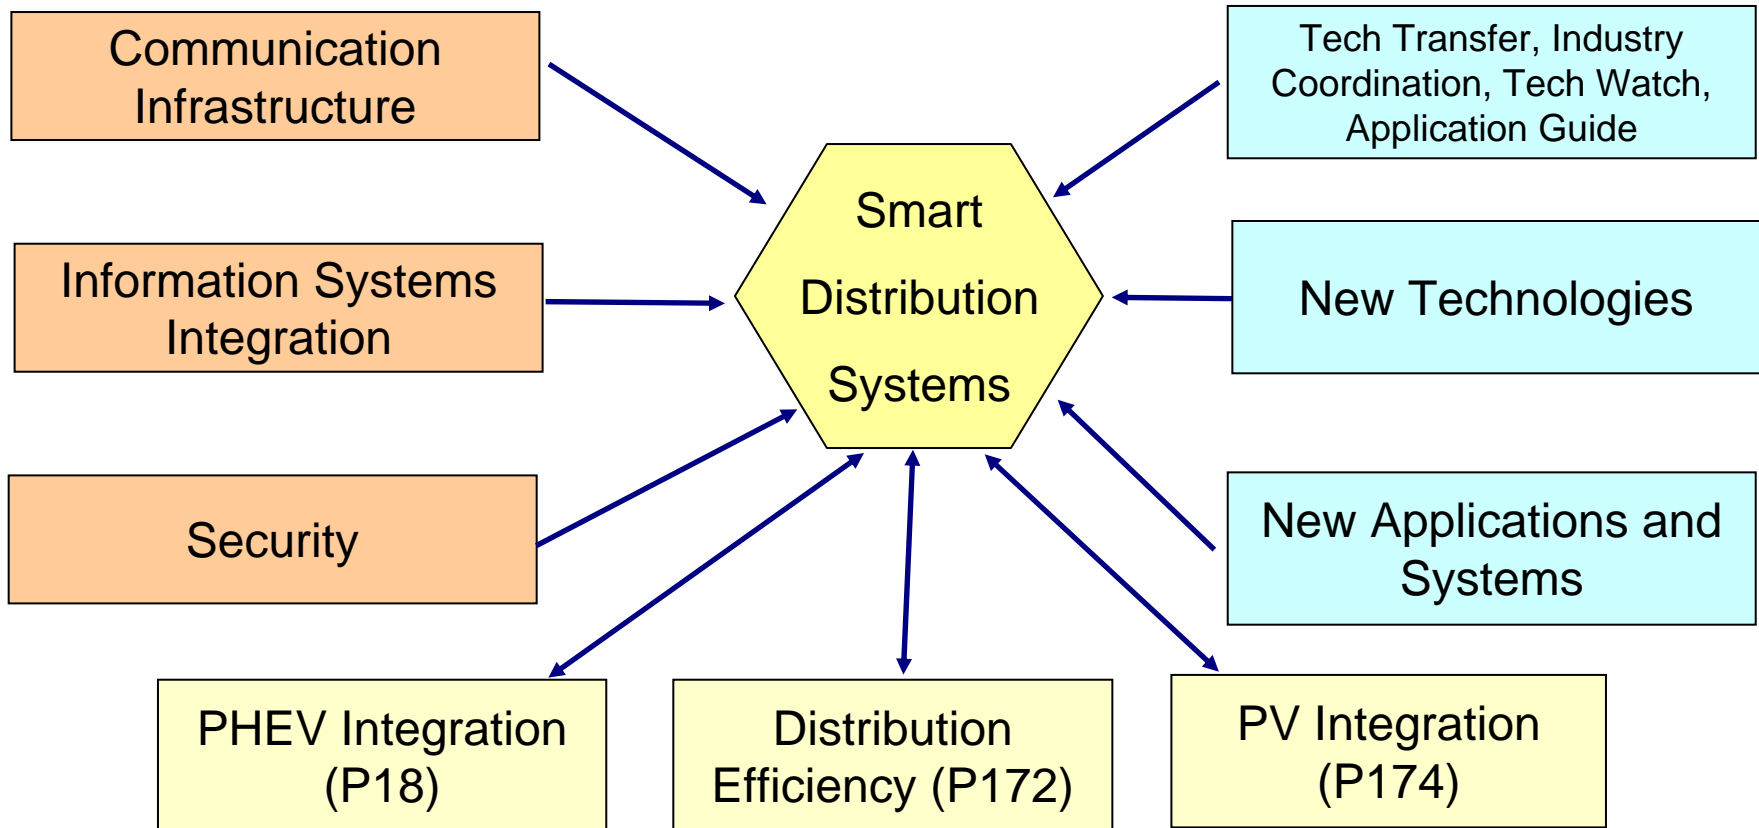 Communication
Infrastructure
Tech Transfer, Industry
Coordination, Tech Watch,
Application Guide
Smart
Distribution
Systems
Information Systems
Integration
New Technologies
Security
New Applications and
Systems
PHEV Integration
(P18)
Distribution
Efficiency (P172)
PV Integration
(P174)